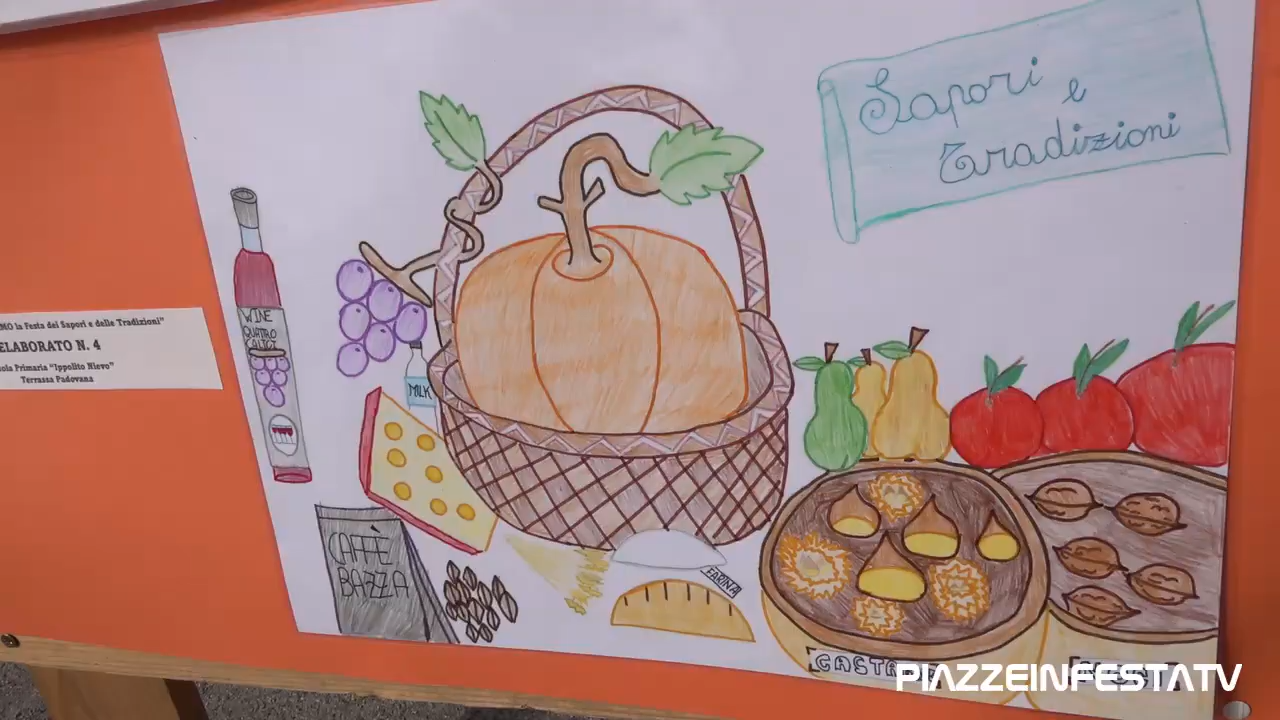 Sapori
e
Tradizioni
WINE
QUATTRO
CALICI
MO la Festa dei Sapori e delle Tradizioni"
ELABORATO N. 4
ola Primaria "Ippolito Nievo"
Terrassa Padovana
MILK
CAFFÈ
BAZZA
FARINA
PIAZZEINFESTATV